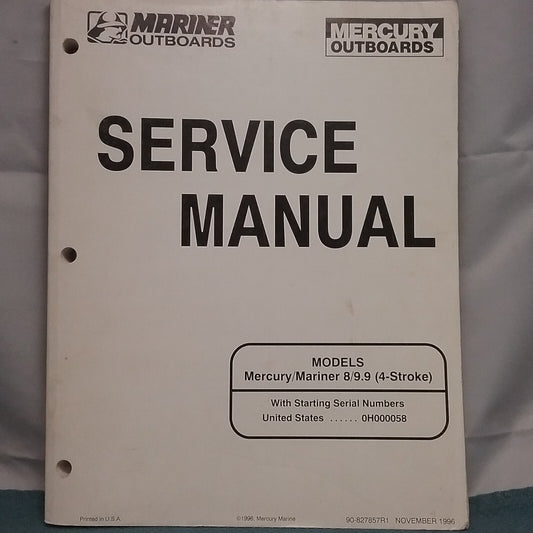 MARINER
OUTBOARDS
MERCURY
OUTBOARDS
SERVICE
MANUAL
MODELS
Mercury/Mariner 8/9.9 (4-Stroke)
With Starting Serial Numbers
United States . . . . . . 0H000058
Printed in U.S.A.
©1996, Mercury Marine
90-827857R1 NOVEMBER 1996